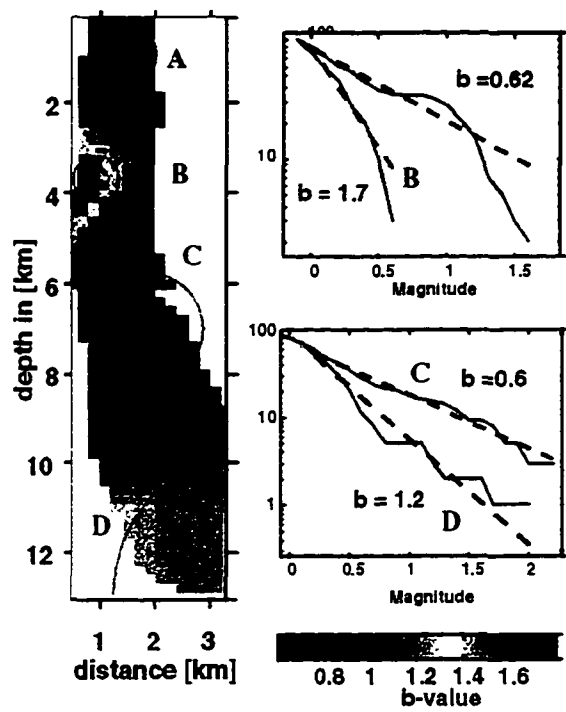 A
B
C
D
2
4
6
8
10
12
depth in [km]
1 2 3
distance [km]
100
10
b =0.62
B
b = 1.7
0 0.5 1 1.6
Magnitude
100
10
1
C
b =0.6
b = 1.2
D
0 0.5 1 1.5 2
Magnitude
0.8 1 1.2 1.4 1.6
b-value